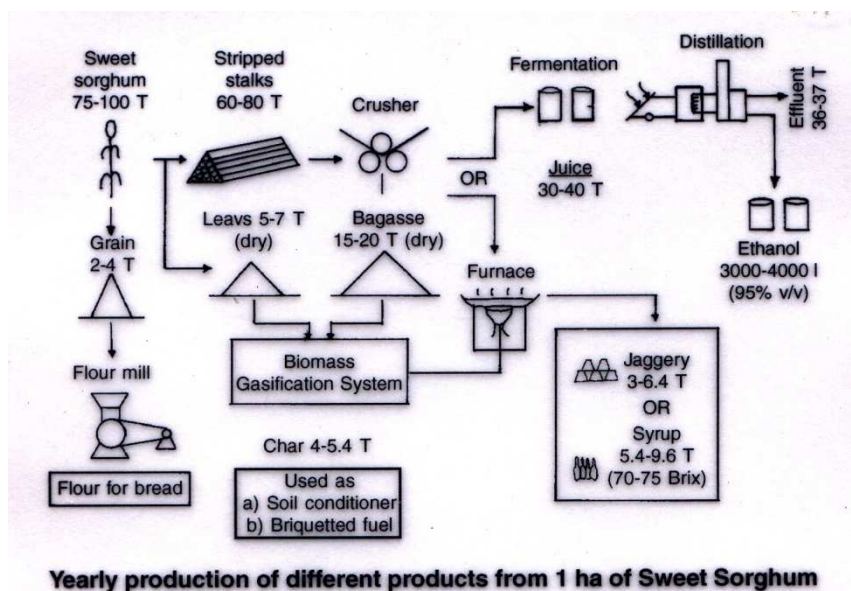 Sweet
sorghum
75-100 T
Stripped
stalks
60-80 T
Crusher
Fermentation
Distillation
Effluent
36-37 T
OR
Juice
30-40 T
Ethanol
3000-4000 l
(95% v/v)
Grain
2-4 T
Leavs 5-7 T
(dry)
Bagasse
15-20 T (dry)
Furnace
Biomass
Gasification System
Flour mill
Flour for bread
Char 4-5.4 T
Used as
a) Soil conditioner
b) Briquetted fuel
Jaggery
3-6.4 T
OR
Syrup
5.4-9.6 T
(70-75 Brix)
Yearly production of different products from 1 ha of Sweet Sorghum